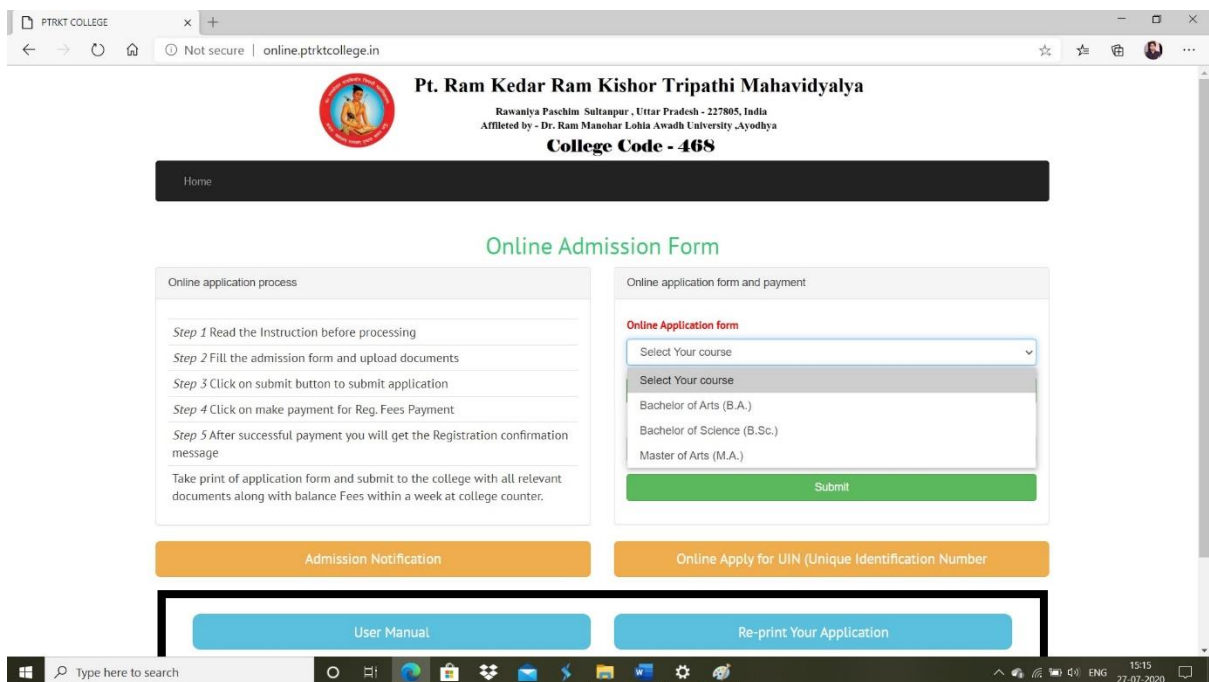 PTRKT COLLEGE
Not secure | online.ptrktcollege.in
Pt. Ram Kedar Ram Kishor Tripathi Mahavidyalya
Rawaniya Paschim Sultanpur , Uttar Pradesh - 227805, India
Affileted by - Dr. Ram Manohar Lohia Awadh University ,Ayodhya
College Code - 468
Home
Online Admission Form
Online application process
Step 1 Read the Instruction before processing
Step 2 Fill the admission form and upload documents
Step 3 Click on submit button to submit application
Step 4 Click on make payment for Reg. Fees Payment
Step 5 After successful payment you will get the Registration confirmation
message
Take print of application form and submit to the college with all relevant
documents along with balance Fees within a week at college counter.
Online application form and payment
Online Application form
Select Your course
Select Your course
Bachelor of Arts (B.A.)
Bachelor of Science (B.Sc.)
Master of Arts (M.A.)
Submit
Admission Notification
Online Apply for UIN (Unique Identification Number
User Manual
Re-print Your Application
Type here to search
ENG
15:15
27-07-2020